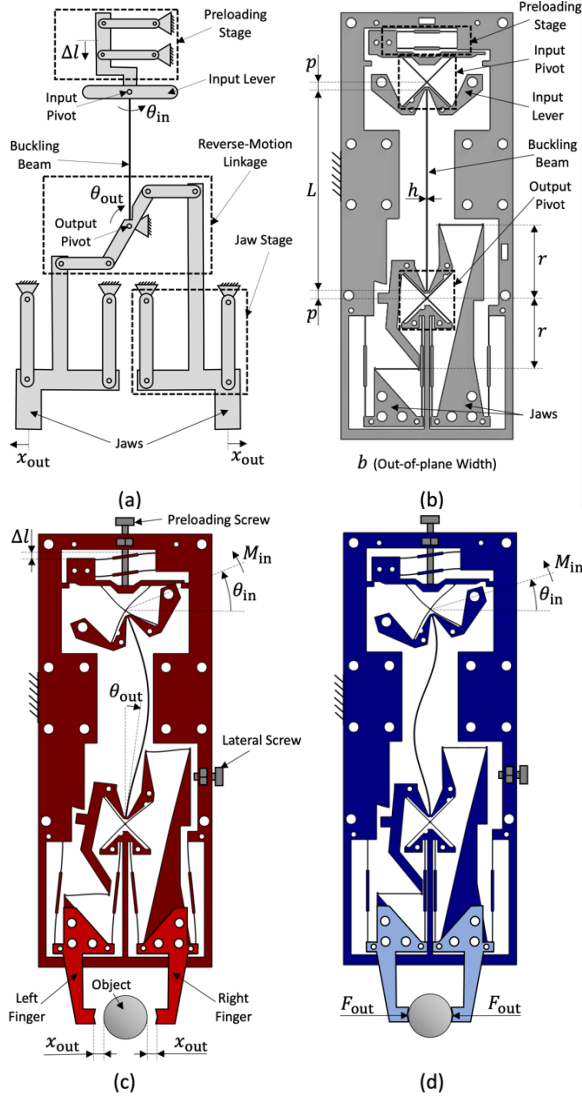 Preloading
Stage
Δl
Input Lever
Input
Pivot
θin
Buckling
Beam
Reverse-Motion
Linkage
θout
Output
Pivot
Jaw Stage
Jaws
xout
xout
(a)
Preloading
Stage
Input
Pivot
p
Input
Lever
Buckling
Beam
L
h
Output
Pivot
r
p
r
Jaws
b (Out-of-plane Width)
(b)
Preloading Screw
Δl
Min
θin
θout
Lateral Screw
Object
Left
Finger
Right
Finger
xout
xout
(c)
Min
θin
Fout
Fout
(d)